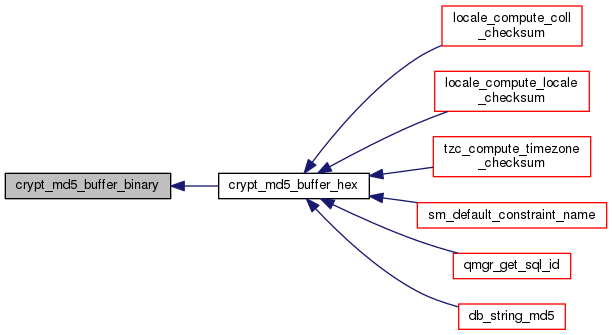 locale_compute_coll
_checksum
locale_compute_locale
_checksum
tzc_compute_timezone
_checksum
crypt_md5_buffer_binary
crypt_md5_buffer_hex
sm_default_constraint_name
qmgr_get_sql_id
db_string_md5